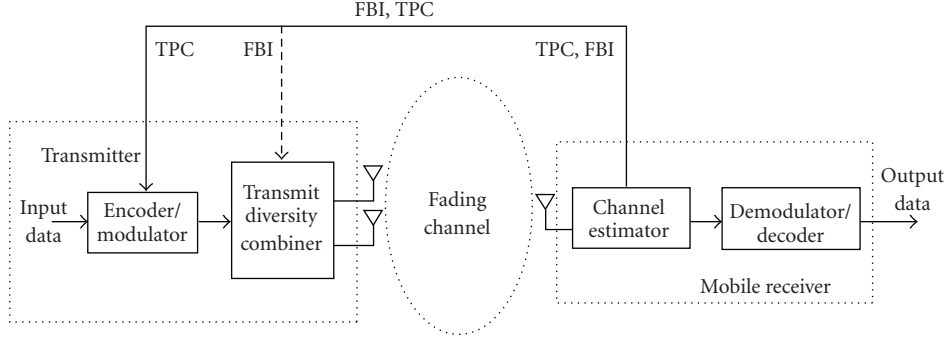 FBI, TPC
TPC
FBI
TPC, FBI
Transmitter
Input
data
Encoder/
modulator
Transmit
diversity
combiner
Fading
channel
Channel
estimator
Demodulator/
decoder
Output
data
Mobile receiver